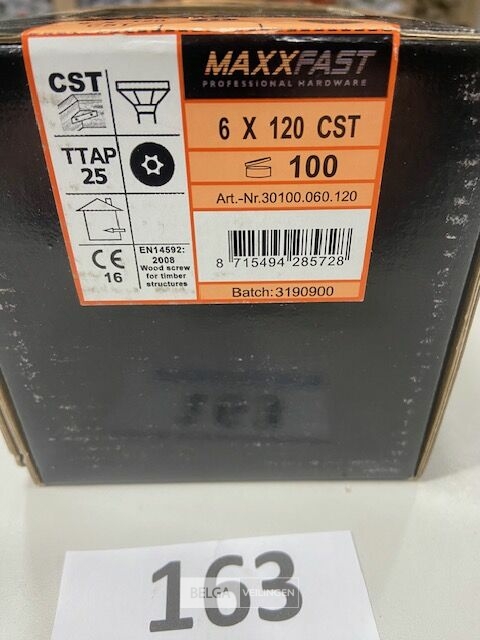 CST
TTAP
25
CE
16
EN14592:
2008
Wood screw
for timber
structures
MAXXFAST
PROFESSIONAL HARDWARE
6 X 120 CST
100
Art.-Nr.30100.060.120
8 715494 285728
Batch:3190900
163
BELGA VEILINGEN